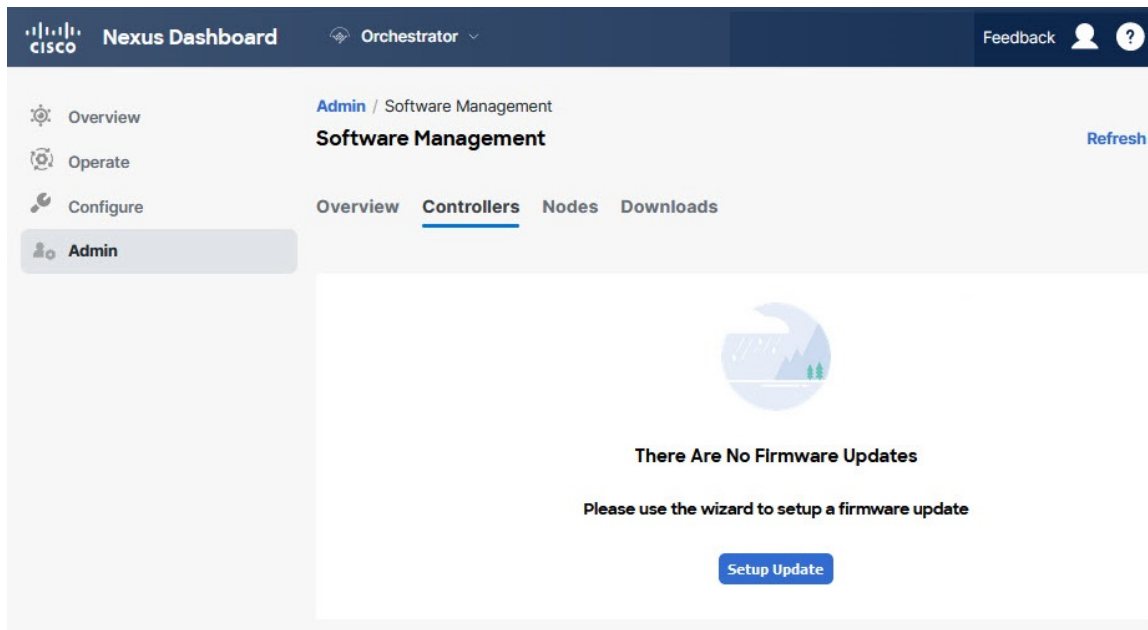 CISCO Nexus Dashboard Orchestrator Feedback ?
Overview
Operate
Configure
Admin
Admin / Software Management
Software Management
Refresh
Overview Controllers Nodes Downloads
There Are No Firmware Updates
Please use the wizard to setup a firmware update
Setup Update